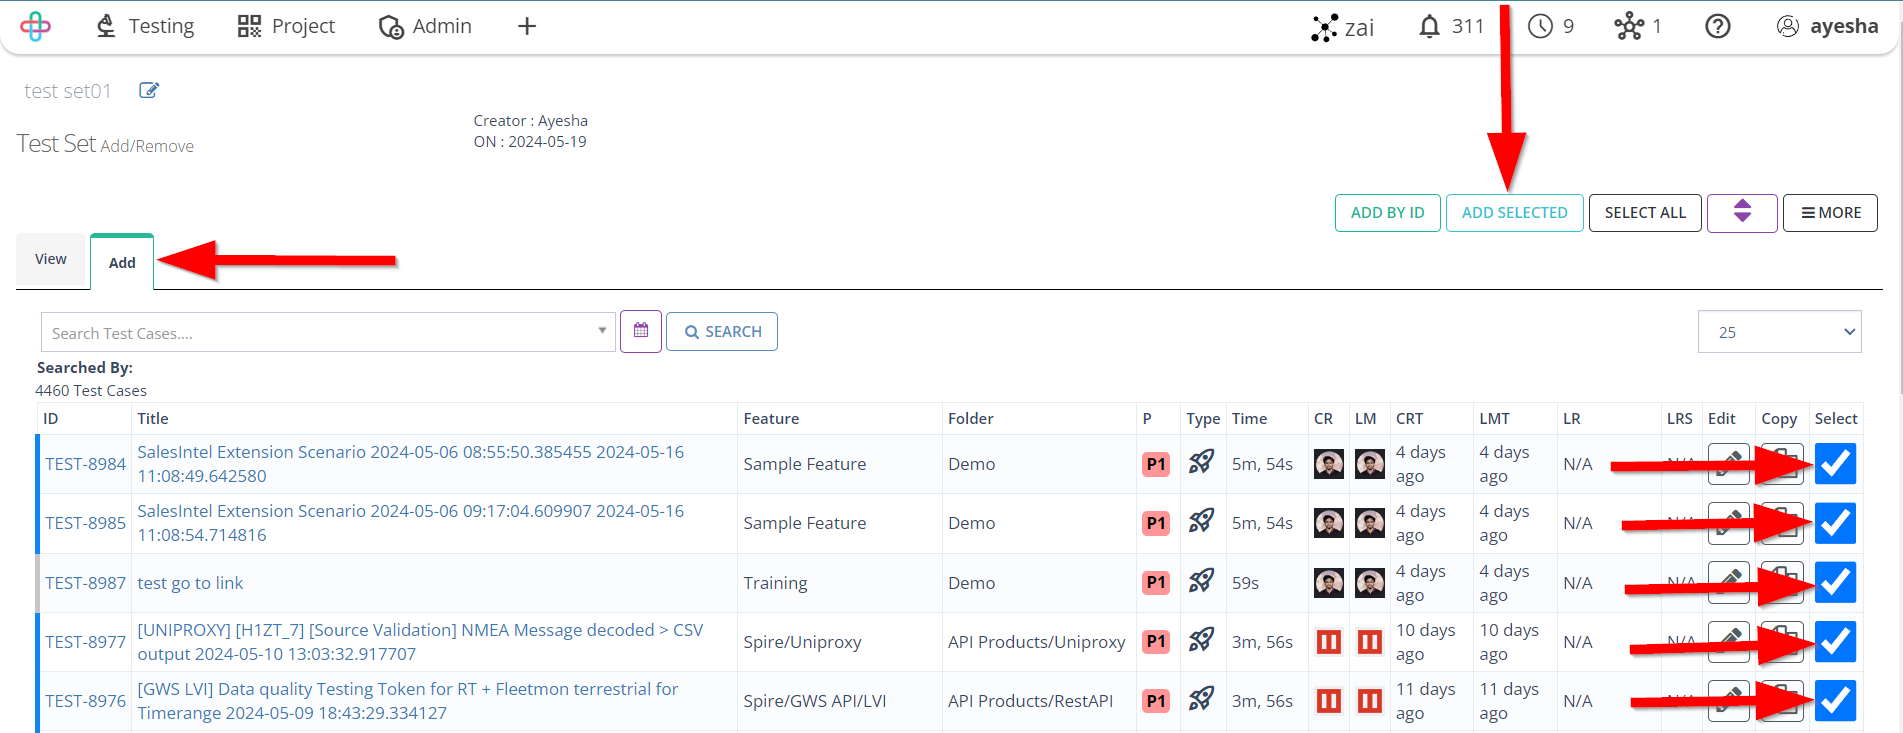 Testing Project Admin + zai 311 9 1 ayesha
test set01
Creator : Ayesha
ON : 2024-05-19
Test Set Add/Remove
ADD BY ID ADD SELECTED SELECT ALL MORE
View Add
Search Test Cases.... SEARCH 25
Searched By:
4460 Test Cases
ID Title Feature Folder P Type Time CR LM CRT LMT LR LRS Edit Copy Select
TEST-8984 SalesIntel Extension Scenario 2024-05-06 08:55:50.385455 2024-05-16 11:08:49.642580 Sample Feature Demo P1 5m, 54s 4 days ago 4 days ago N/A
TEST-8985 SalesIntel Extension Scenario 2024-05-06 09:17:04.609907 2024-05-16 11:08:54.714816 Sample Feature Demo P1 5m, 54s 4 days ago 4 days ago N/A
TEST-8987 test go to link Training Demo P1 59s 4 days ago 4 days ago N/A N/A
TEST-8977 [UNIPROXY] [H1ZT_7] [Source Validation] NMEA Message decoded > CSV output 2024-05-10 13:03:32.917707 Spire/Uniproxy API Products/Uniproxy P1 3m, 56s 10 days ago 10 days ago N/A N/A
TEST-8976 [GWS LVI] Data quality Testing Token for RT + Fleetmon terrestrial for Timerange 2024-05-09 18:43:29.334127 Spire/GWS API/LVI API Products/RestAPI P1 3m, 56s 11 days ago 11 days ago N/A N/A